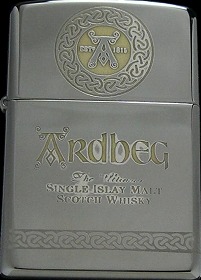 ESTD 1815
A
ARDBEG
The Ultimate
SINGLE ISLAY MALT
SCOTCH WHISKY